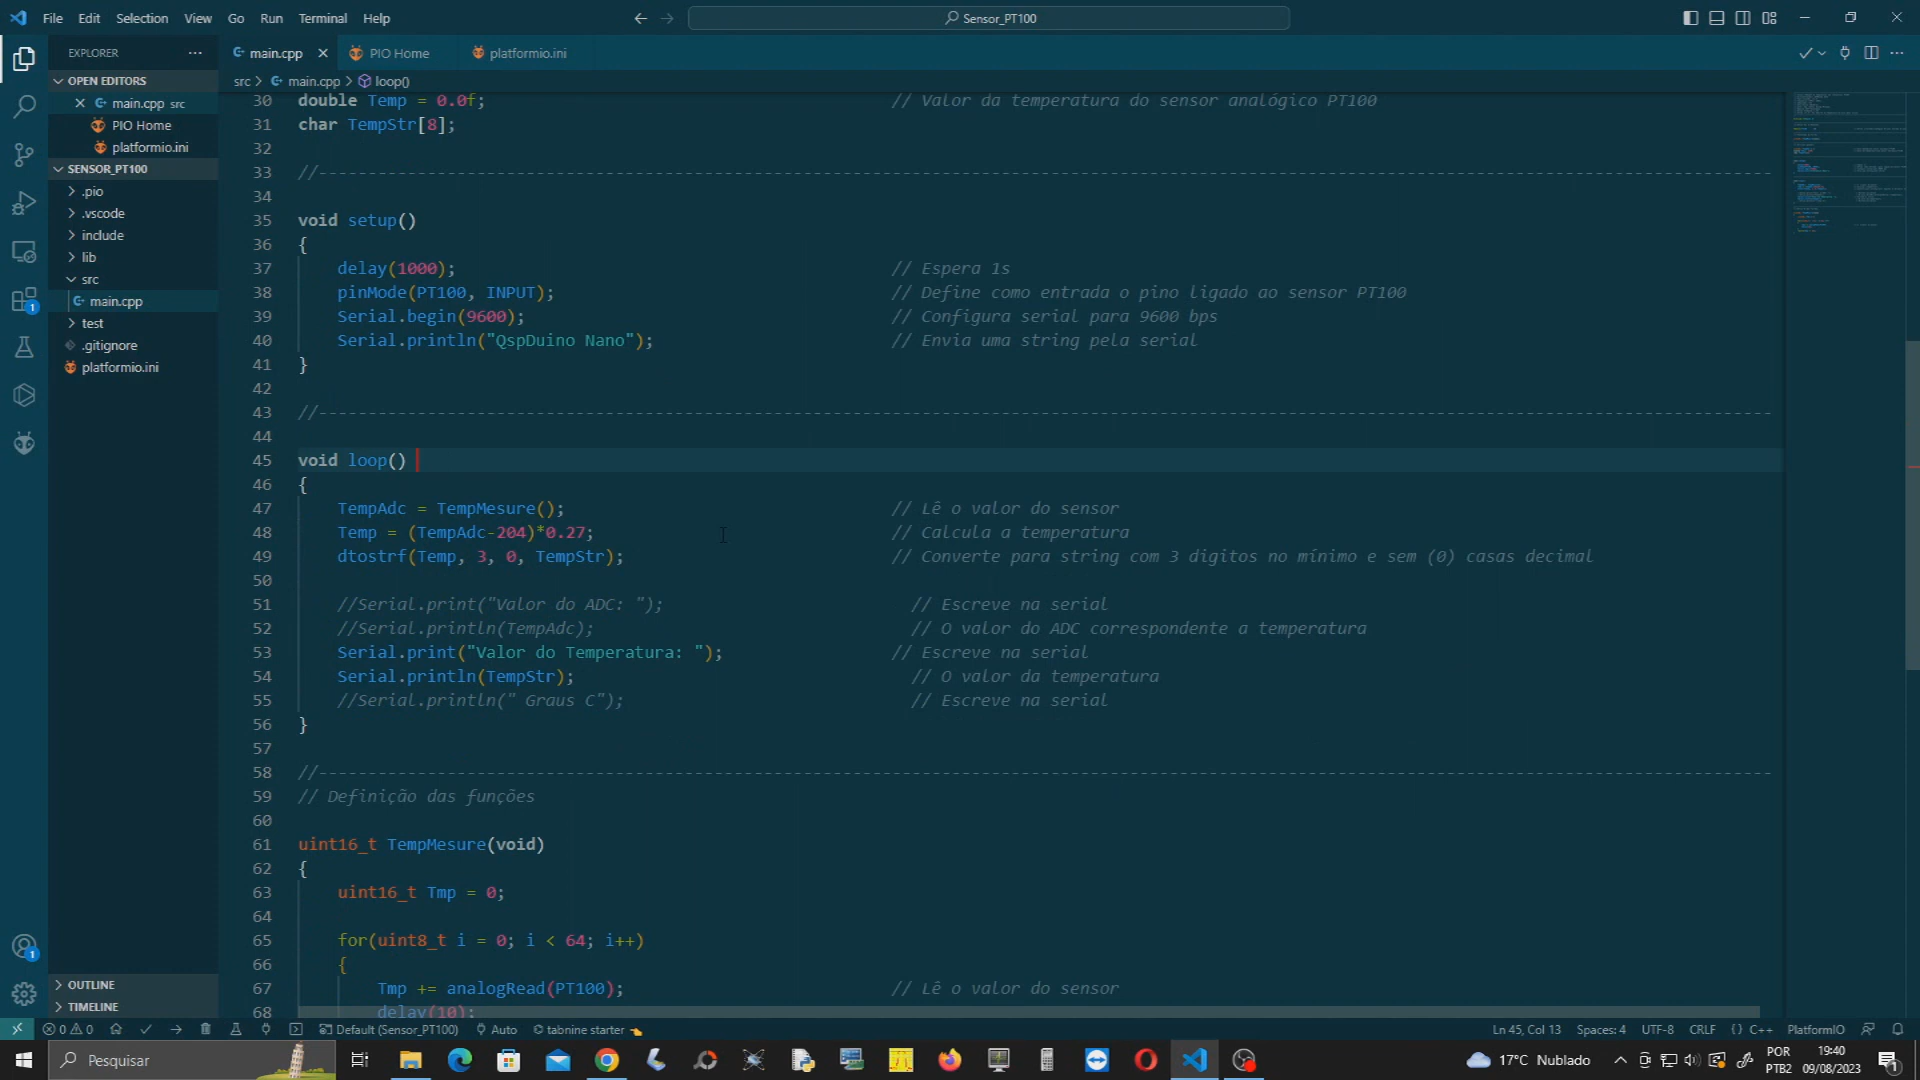 File Edit Selection View Go Run Terminal Help
Sensor_PT100
EXPLORER
OPEN EDITORS
main.cpp src
PIO Home
platformio.ini
SENSOR_PT100
.pio
.vscode
include
lib
src
main.cpp
test
.gitignore
platformio.ini
OUTLINE
TIMELINE
1
1
main.cpp PIO Home platformio.ini
src > main.cpp > loop()
30 double Temp = 0.0f; // Valor da temperatura do sensor analógico PT100
31 char TempStr[8];
32
33 //--------------------------------------------------------------------------------------------------------------------------------------------------
34
35 void setup()
36 {
37 delay(1000); // Espera 1s
38 pinMode(PT100, INPUT); // Define como entrada o pino ligado ao sensor PT100
39 Serial.begin(9600); // Configura serial para 9600 bps
40 Serial.println("QspDuino Nano"); // Envia uma string pela serial
41 }
42
43 //--------------------------------------------------------------------------------------------------------------------------------------------------
44
45 void loop()
46 {
47 TempAdc = TempMesure(); // Lê o valor do sensor
48 Temp = (TempAdc-204)*0.27; // Calcula a temperatura
49 dtostrf(Temp, 3, 0, TempStr); // Converte para string com 3 digitos no mínimo e sem (0) casas decimal
50
51 //Serial.print("Valor do ADC: "); // Escreve na serial
52 //Serial.println(TempAdc); // O valor do ADC correspondente a temperatura
53 Serial.print("Valor do Temperatura: "); // Escreve na serial
54 Serial.println(TempStr); // O valor da temperatura
55 //Serial.println(" Graus C"); // Escreve na serial
56 }
57
58 //--------------------------------------------------------------------------------------------------------------------------------------------------
59 // Definição das funções
60
61 uint16_t TempMesure(void)
62 {
63 uint16_t Tmp = 0;
64
65 for(uint8_t i = 0; i < 64; i++)
66 {
67 Tmp += analogRead(PT100); // Lê o valor do sensor
68 delay(10);
0 0 Default (Sensor_PT100) Auto tabnine starter Ln 45, Col 13 Spaces: 4 UTF-8 CRLF {} C++ PlatformIO
Pesquisar 17°C Nublado POR PTB2 19:40 09/08/2023 1